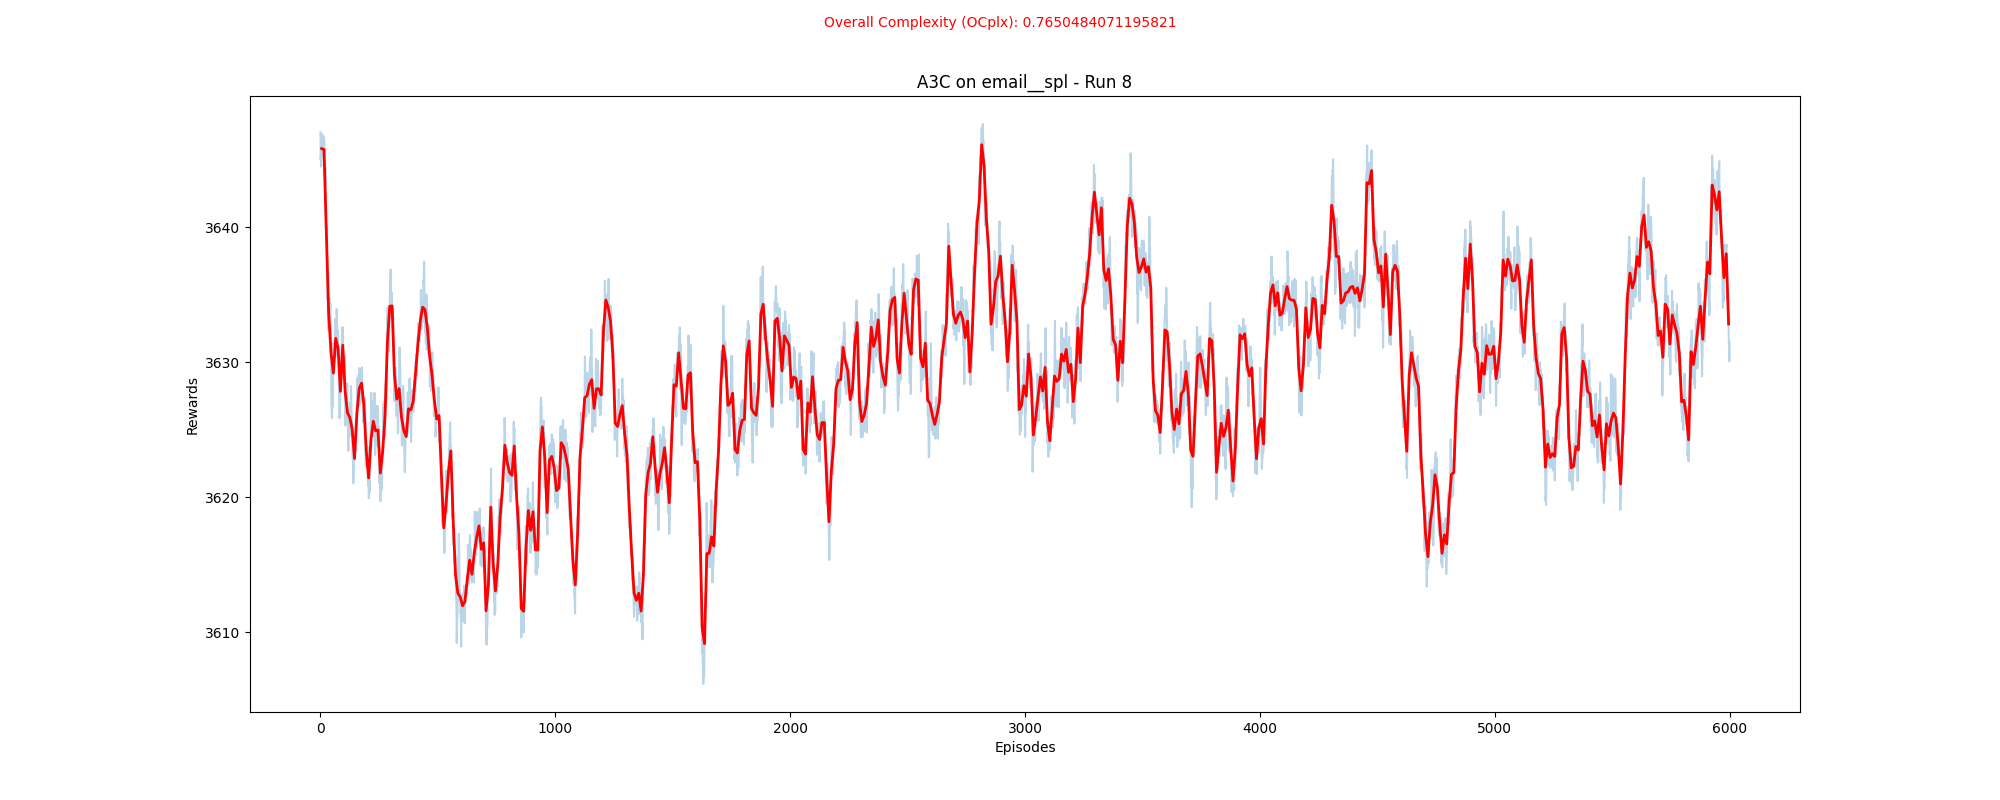 Overall Complexity (OCplx): 0.7650484071195821
A3C on email__spl - Run 8
Rewards
3640
3630
3620
3610
0 1000 2000 3000 4000 5000 6000
Episodes